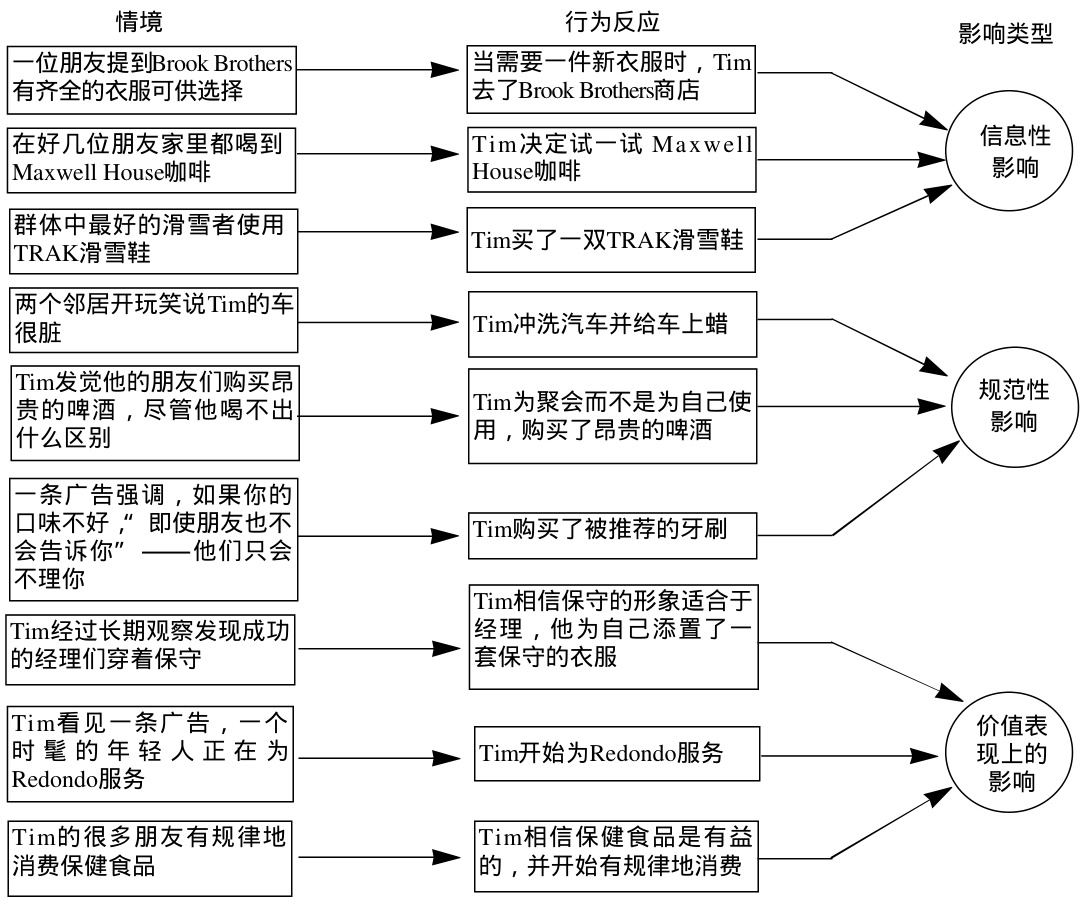 情境
行为反应
影响类型
一位朋友提到Brook Brothers
有齐全的衣服可供选择
当需要一件新衣服时，Tim
去了Brook Brothers商店
在好几位朋友家里都喝到
Maxwell House咖啡
Tim决定试一试 Maxwell
House咖啡
信息性
影响
群体中最好的滑雪者使用
TRAK滑雪鞋
Tim买了一双TRAK滑雪鞋
两个邻居开玩笑说Tim的车
很脏
Tim冲洗汽车并给车上蜡
Tim发觉他的朋友们购买昂
贵的啤酒，尽管他喝不出
什么区别
Tim为聚会而不是为自己使
用，购买了昂贵的啤酒
规范性
影响
一条广告强调，如果你的
口味不好，“即使朋友也不
会告诉你”——他们只会
不理你
Tim购买了被推荐的牙刷
Tim经过长期观察发现成功
的经理们穿着保守
Tim相信保守的形象适合于
经理，他为自己添置了一
套保守的衣服
Tim看见一条广告，一个
时髦的年轻人正在为
Redondo服务
Tim开始为Redondo服务
价值表
现上的
影响
Tim的很多朋友有规律地
消费保健食品
Tim相信保健食品是有益
的，并开始有规律地消费